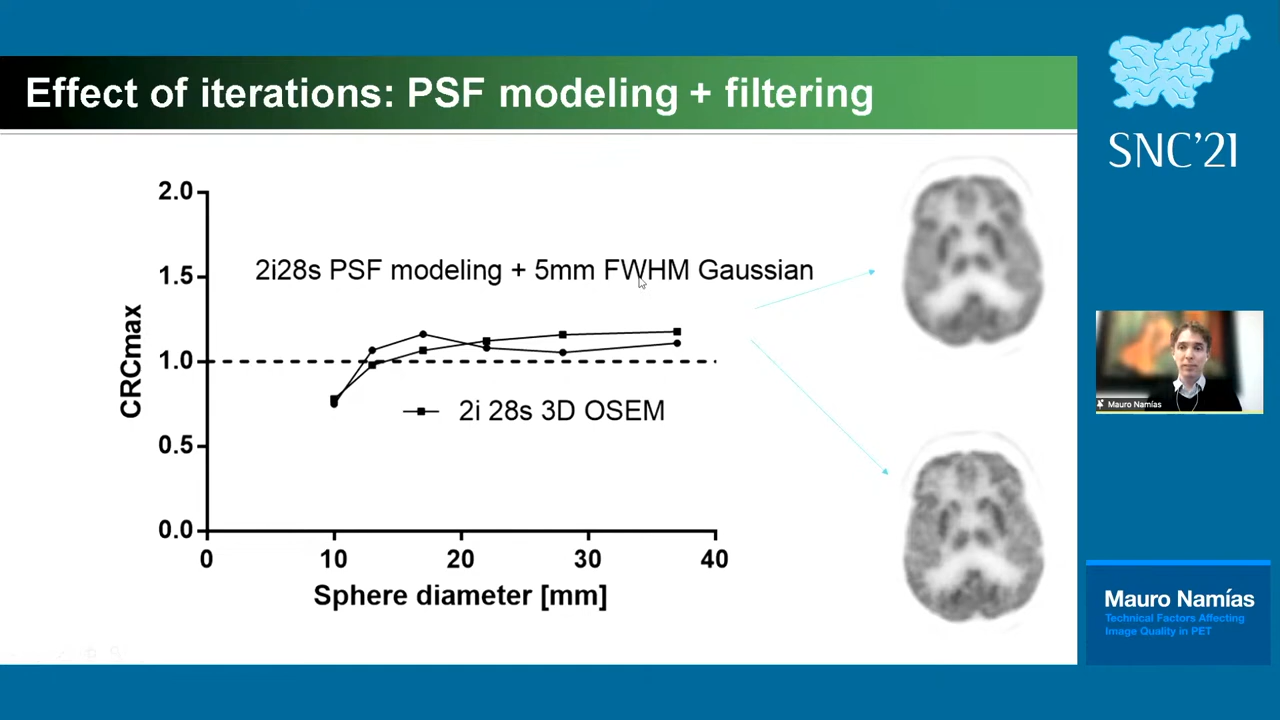 Effect of iterations: PSF modeling + filtering
SNC'21
2.0
1.5
1.0
0.5
0.0
CRCmax
2i28s PSF modeling + 5mm FWHM Gaussian
2i 28s 3D OSEM
0
10
20
30
40
Sphere diameter [mm]
Mauro Namías
Mauro Namías
Technical Factors Affecting
Image Quality in PET